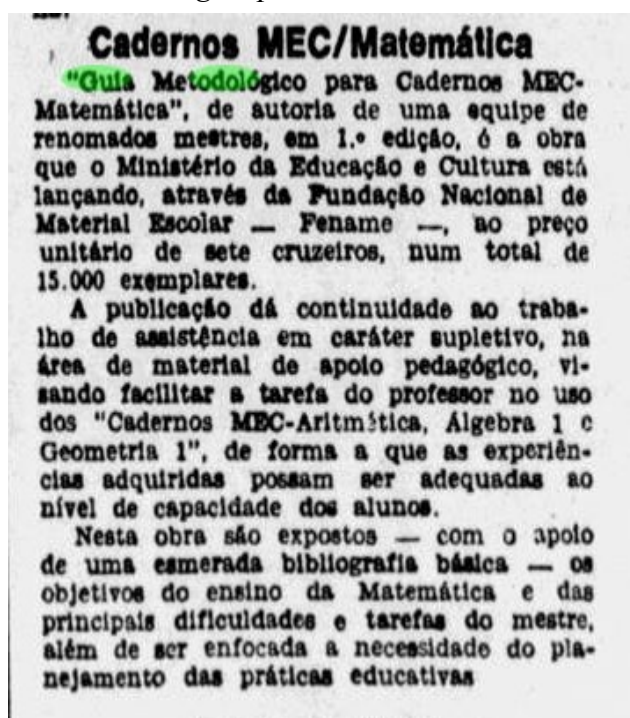 Cadernos MEC/Matemática
"Guia Metodológico para Cadernos MEC-
Matemática", de autoria de uma equipe de
renomados mestres, em 1.ª edição, é a obra
que o Ministério da Educação e Cultura está
lançando, através da Fundação Nacional de
Material Escolar — Fename —, ao preço
unitário de sete cruzeiros, num total de
15.000 exemplares.
A publicação dá continuidade ao traba-
lho de assistência em caráter supletivo, na
área de material de apoio pedagógico, vi-
sando facilitar a tarefa do professor no uso
dos "Cadernos MEC-Aritmética, Álgebra 1 e
Geometria 1", de forma a que as experiên-
cias adquiridas possam ser adequadas ao
nível de capacidade dos alunos.
Nesta obra são expostos — com o apoio
de uma esmerada bibliografia básica — os
objetivos do ensino da Matemática e das
principais dificuldades e tarefas do mestre,
além de ser enfocada a necessidade do pla-
nejamento das práticas educativas